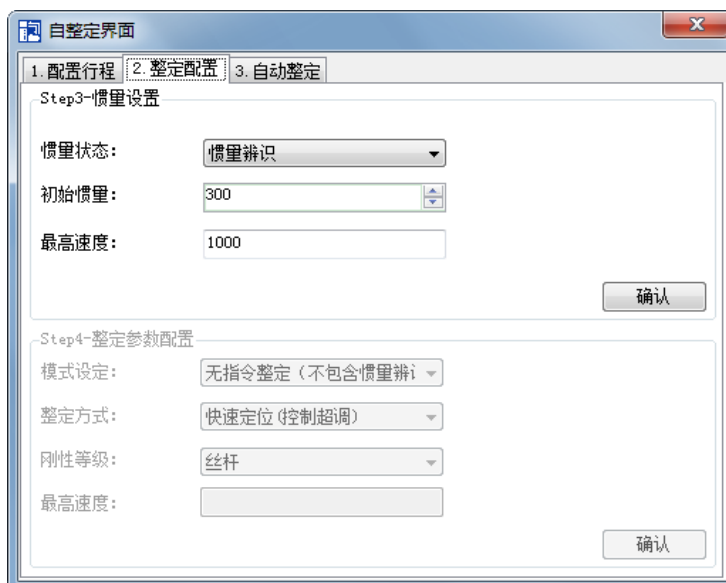 自整定界面
1.配置行程 2.整定配置 3.自动整定
Step3-惯量设置
惯量状态: 惯量辨识
初始惯量: 300
最高速度: 1000
确认
Step4-整定参数配置
模式设定: 无指令整定(不包含惯量辨讠
整定方式: 快速定位(控制超调)
刚性等级: 丝杆
最高速度:
确认